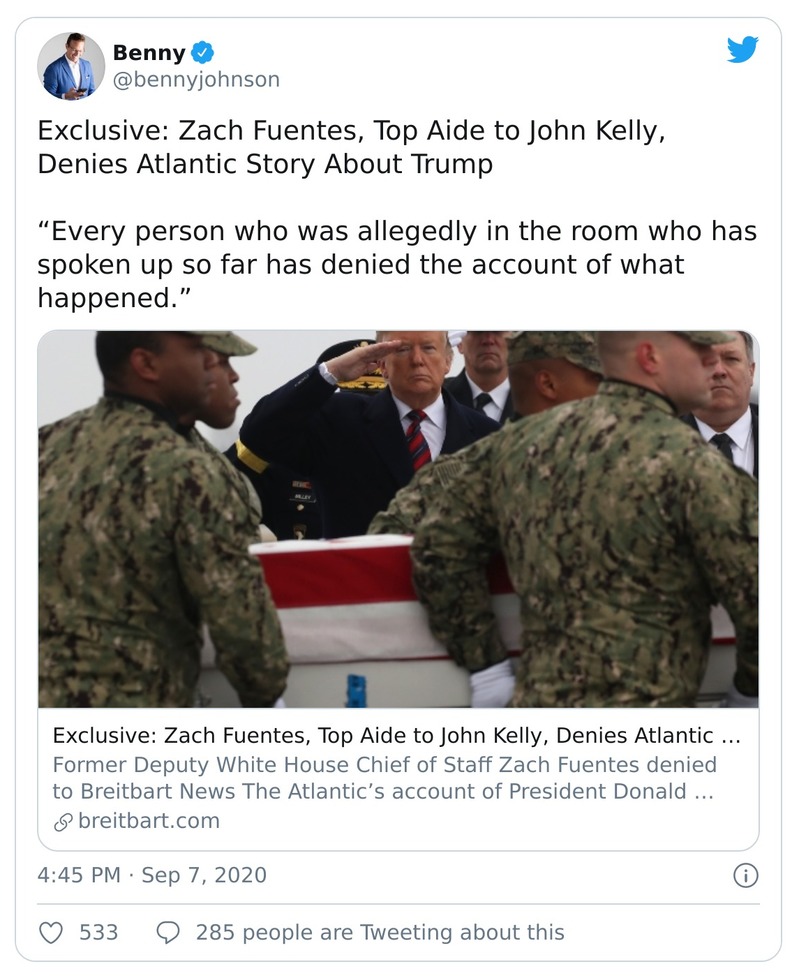 Benny
@bennyjohnson
Exclusive: Zach Fuentes, Top Aide to John Kelly,
Denies Atlantic Story About Trump
“Every person who was allegedly in the room who has
spoken up so far has denied the account of what
happened.”
MILLEY
Exclusive: Zach Fuentes, Top Aide to John Kelly, Denies Atlantic ...
Former Deputy White House Chief of Staff Zach Fuentes denied
to Breitbart News The Atlantic’s account of President Donald ...
breitbart.com
4:45 PM · Sep 7, 2020
533 285 people are Tweeting about this